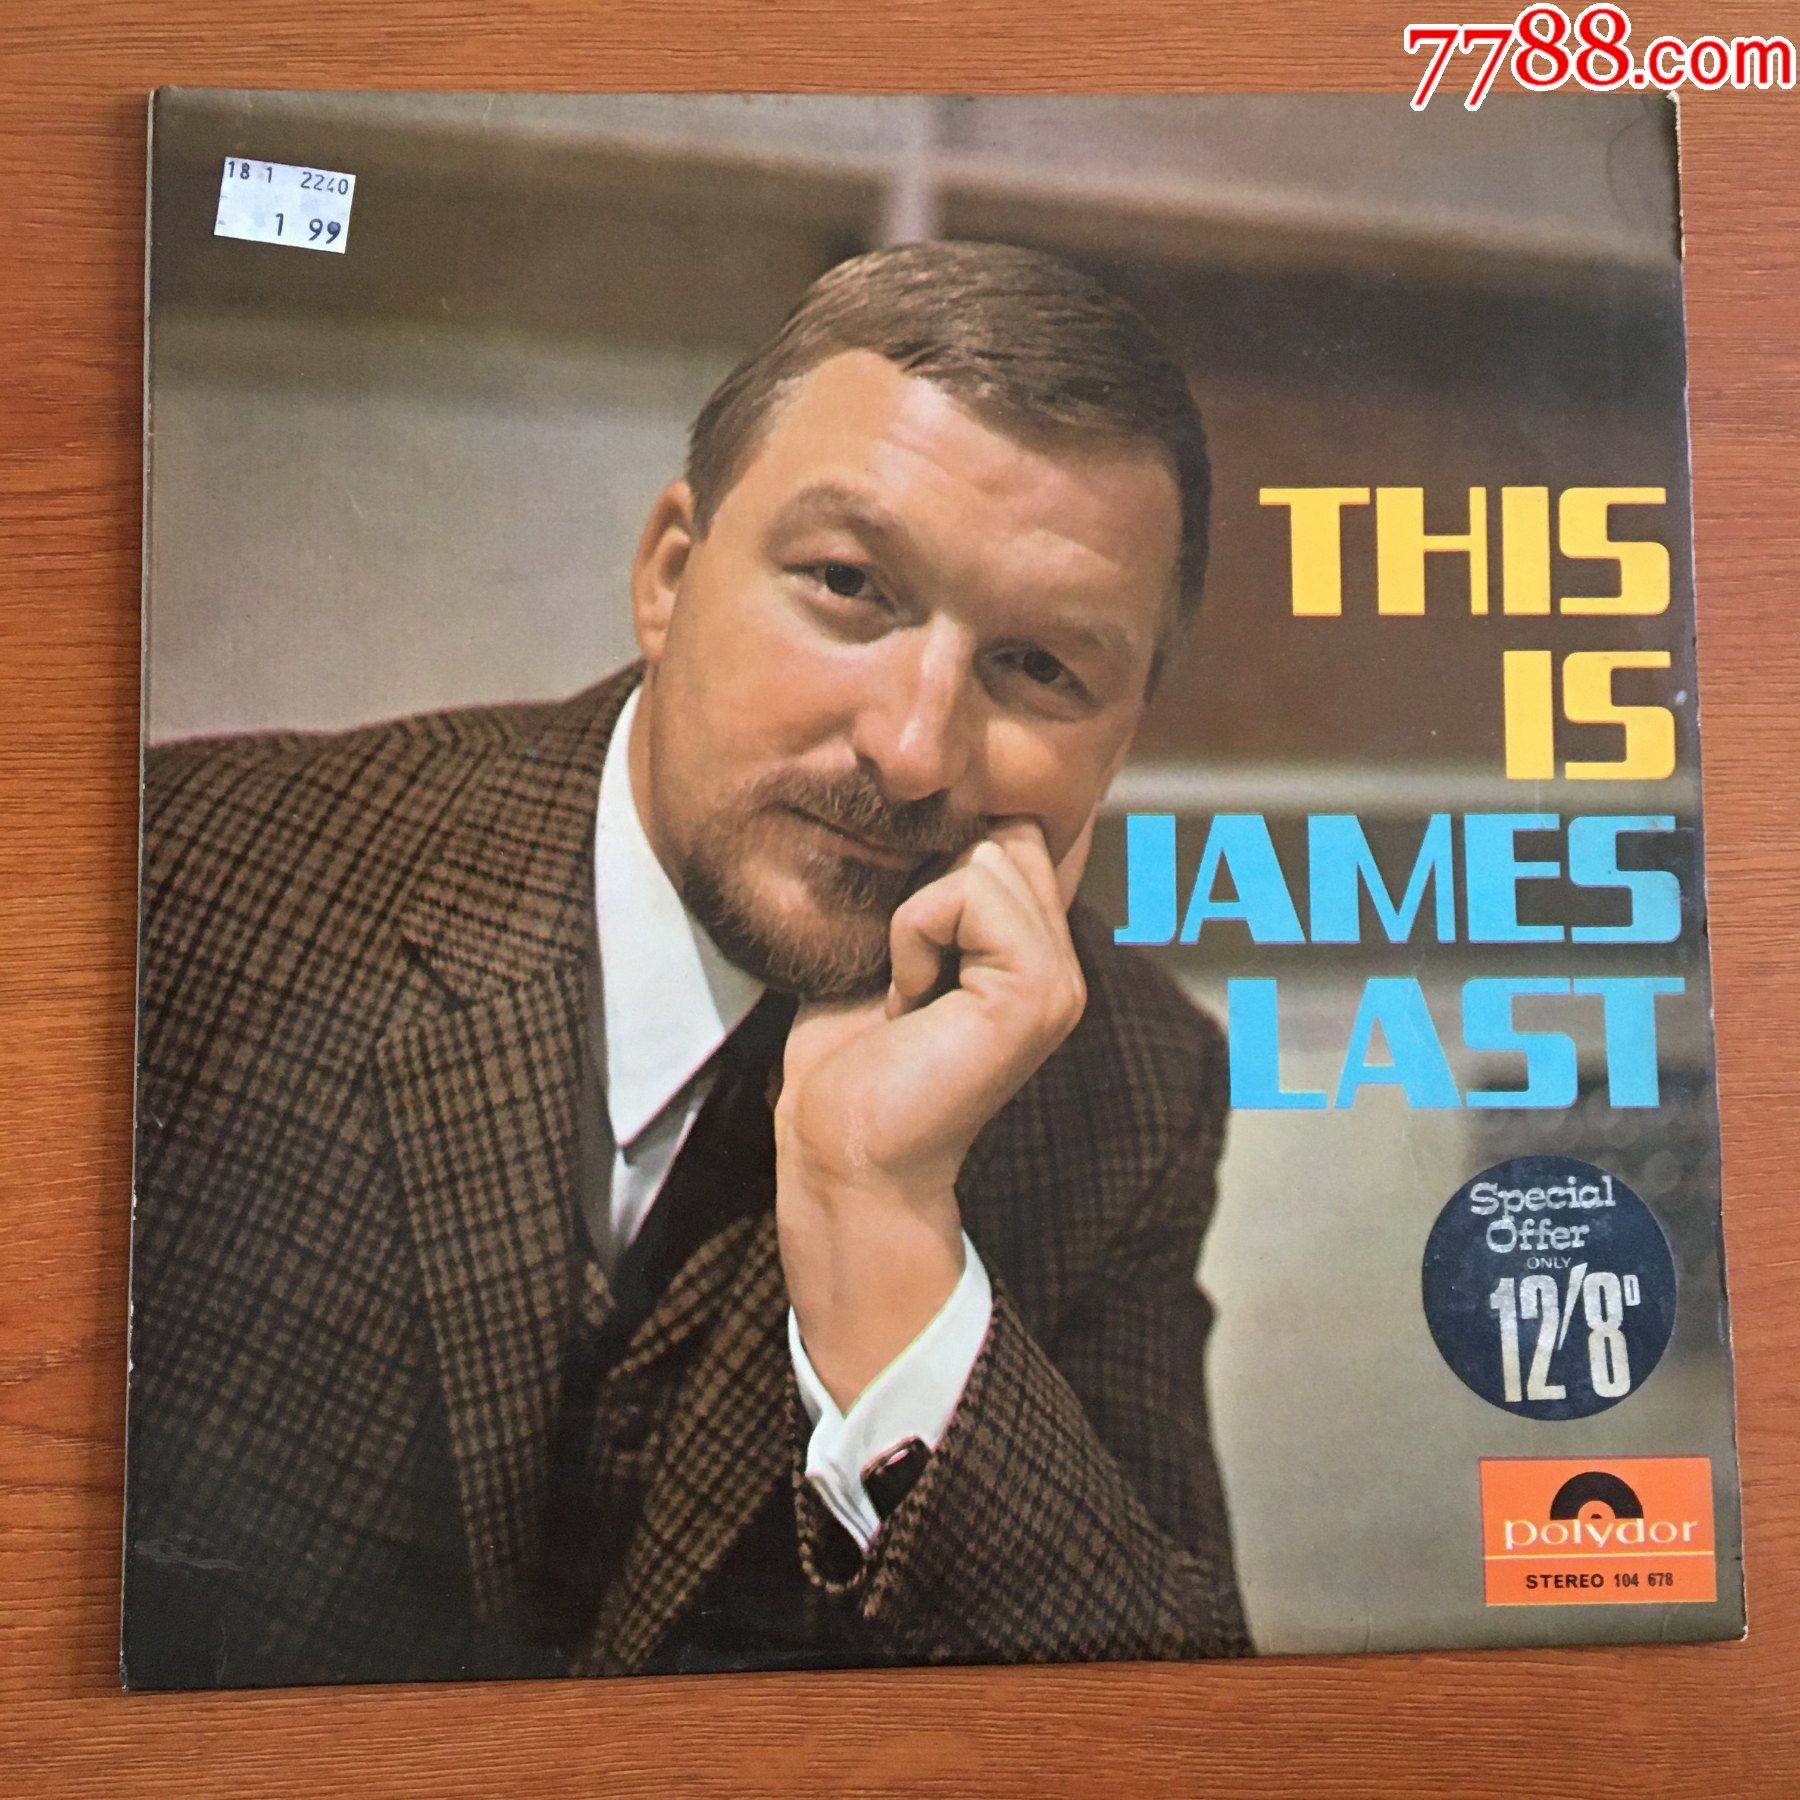 7788.com
18 1 2240
1 99
THIS
IS
JAMES
LAST
Special
Offer
ONLY
12/8D
polydor
STEREO 104 678